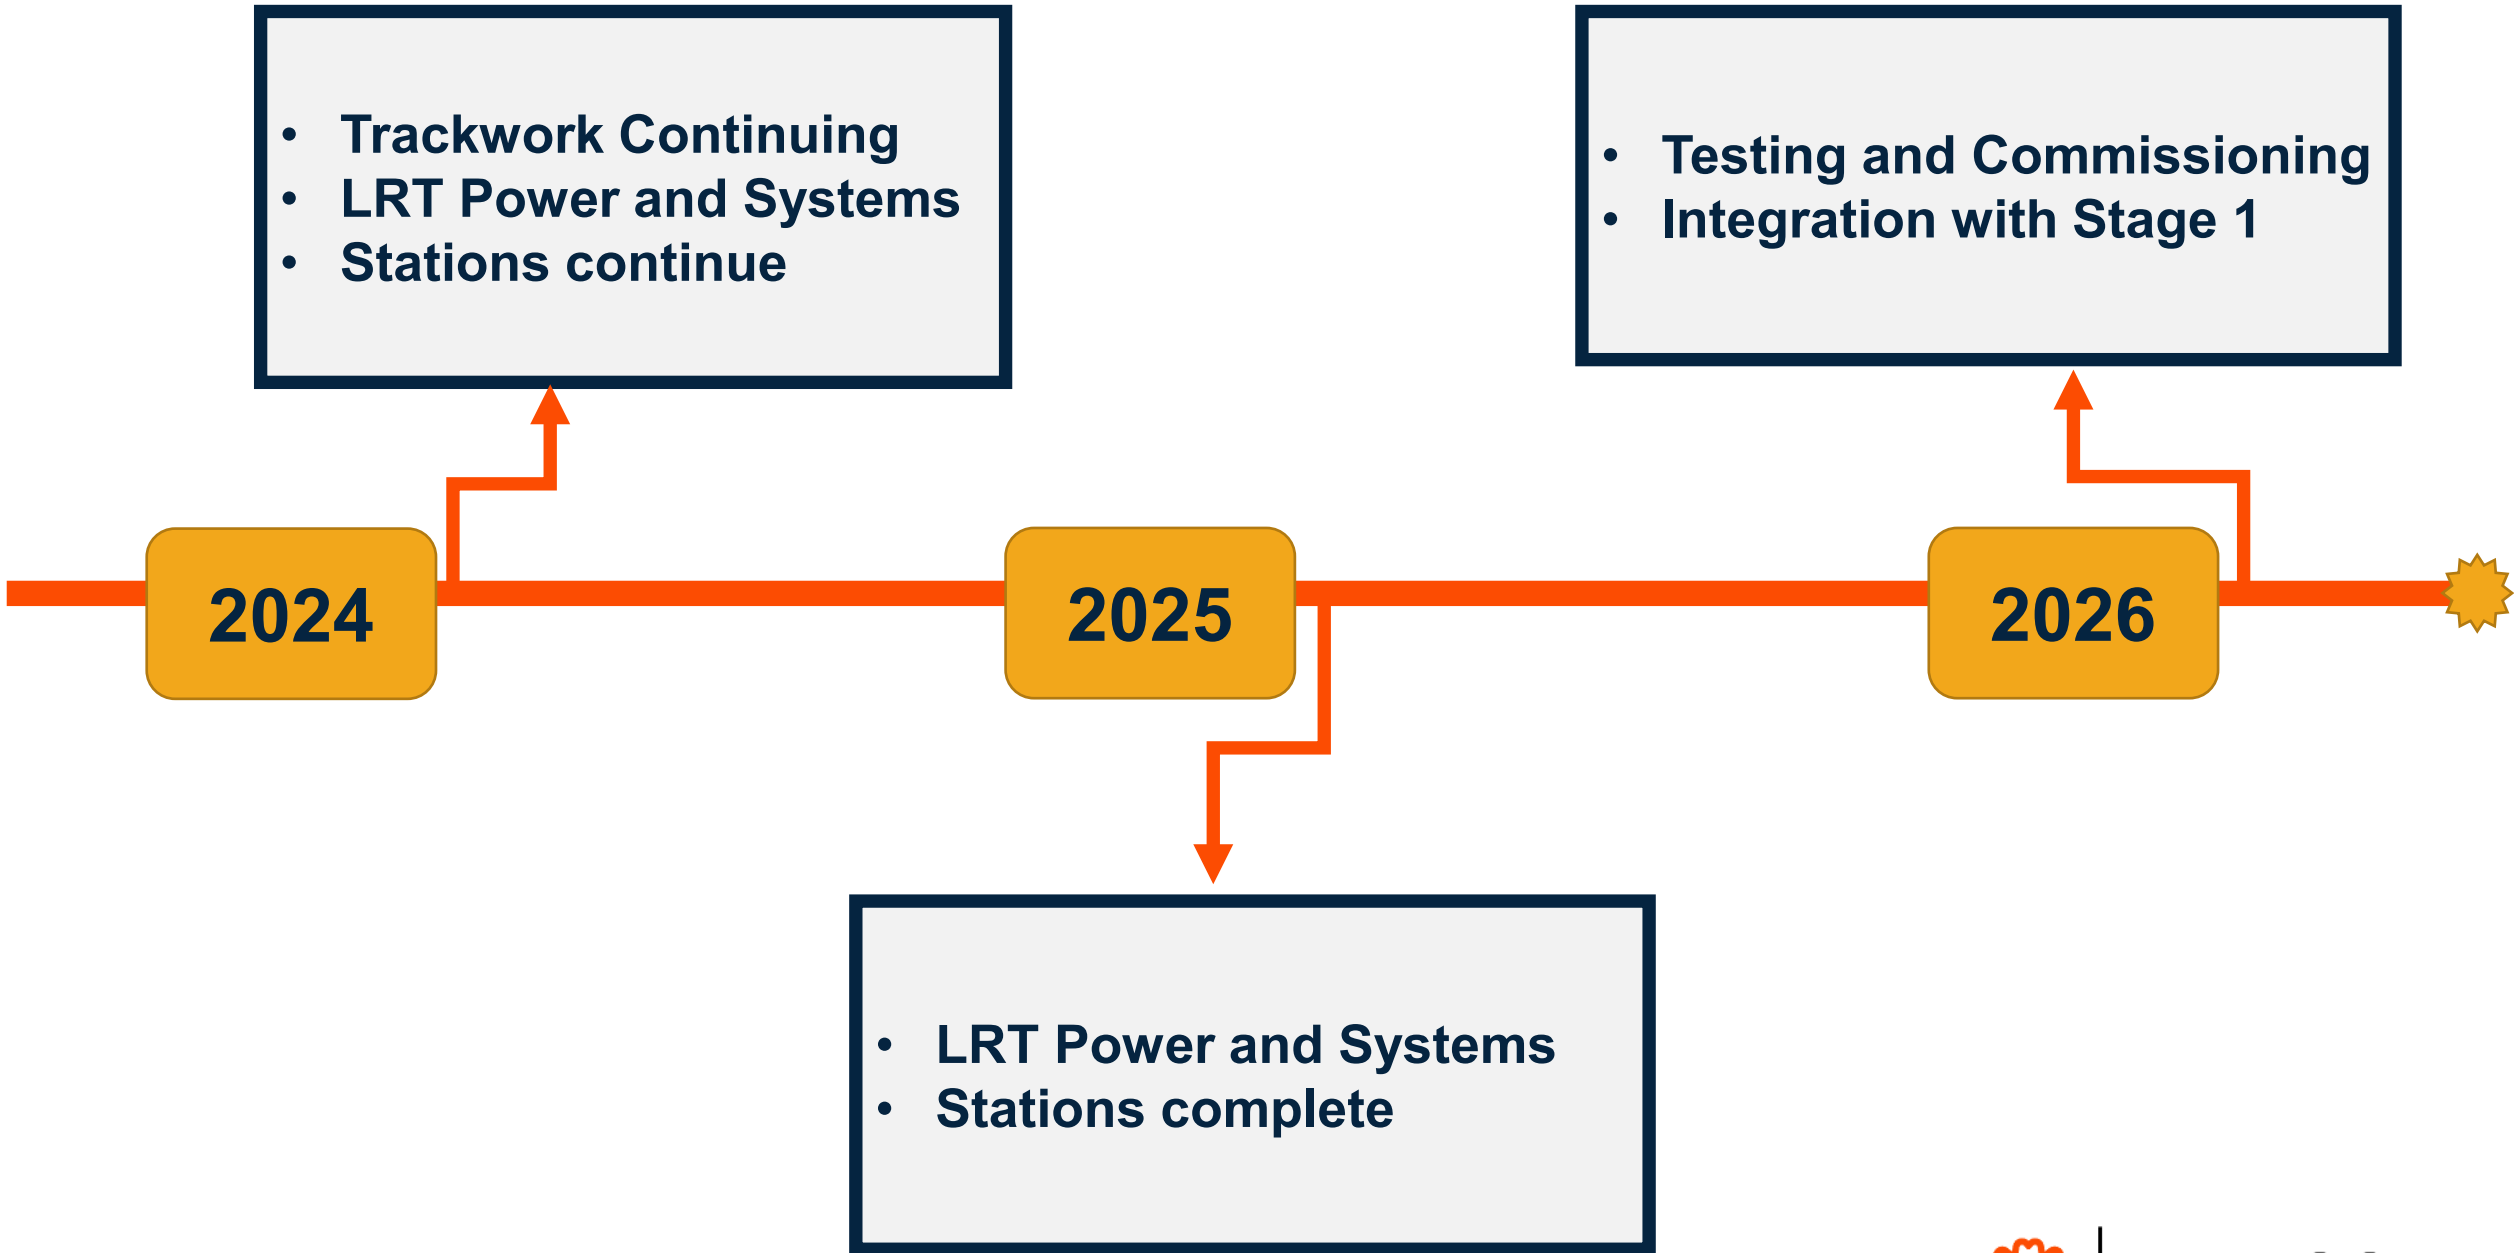 • Trackwork Continuing
• LRT Power and Systems
• Stations continue
• Testing and Commissioning
• Integration with Stage 1
2024
2025
2026
• LRT Power and Systems
• Stations complete